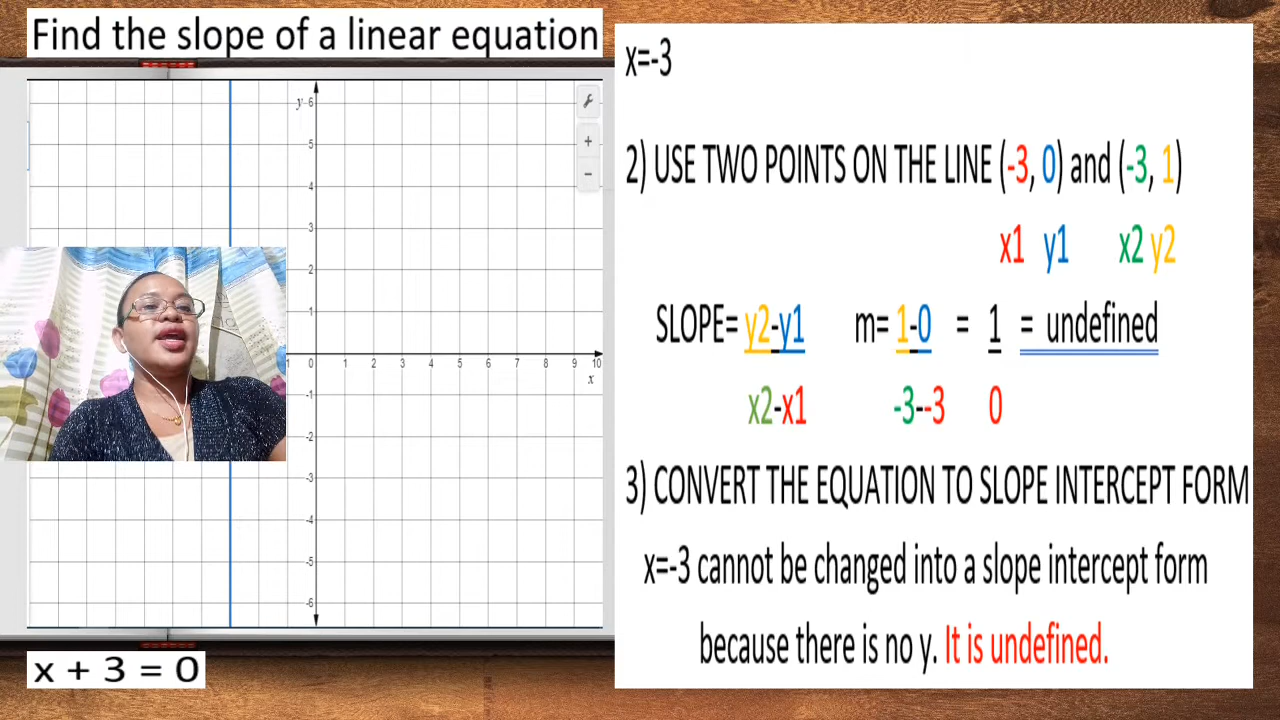 Find the slope of a linear equation
y 6
5
4
3
2
1
0 1 2 3 4 5 6 7 8 9 10
x
-1
-2
-3
-4
-5
-6
+
−
x + 3 = 0
x=-3
2) USE TWO POINTS ON THE LINE (-3, 0) and (-3, 1)
x1 y1 x2 y2
SLOPE= y2-y1 m= 1-0 = 1 = undefined
x2-x1 -3--3 0
3) CONVERT THE EQUATION TO SLOPE INTERCEPT FORM
x=-3 cannot be changed into a slope intercept form
because there is no y. It is undefined.